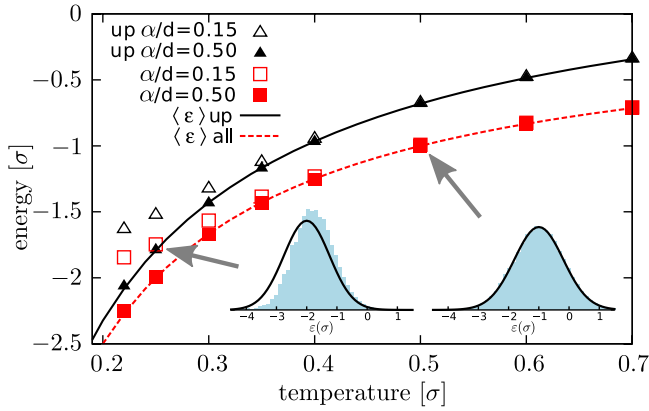 0
−0.5
−1
−1.5
−2
−2.5
energy [σ]
up α/d=0.15
up α/d=0.50
α/d=0.15
α/d=0.50
⟨ε⟩ up
⟨ε⟩ all
−4 −3 −2 −1 0 1
ε(σ)
−4 −3 −2 −1 0 1
ε(σ)
0.2 0.3 0.4 0.5 0.6 0.7
temperature [σ]